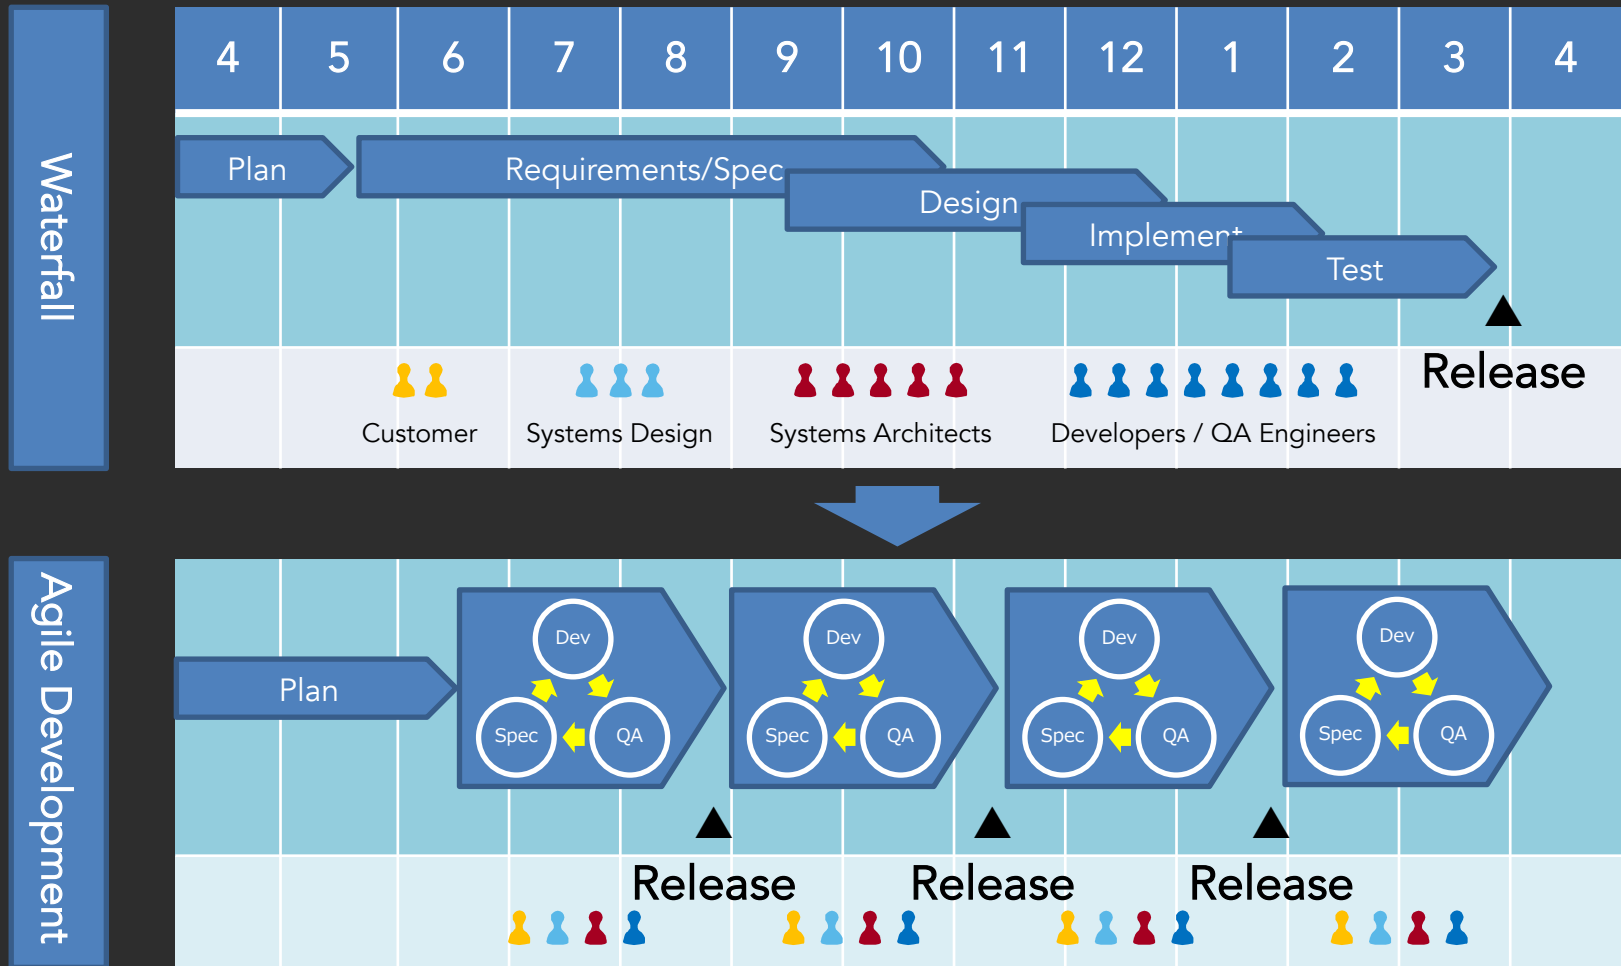 Waterfall
4 5 6 7 8 9 10 11 12 1 2 3 4
Plan
Requirements/Spec
Design
Implement
Test
Release
Customer
Systems Design
Systems Architects
Developers / QA Engineers
Agile Development
Plan
Dev
Spec
QA
Dev
Spec
QA
Dev
Spec
QA
Dev
Spec
QA
Release
Release
Release